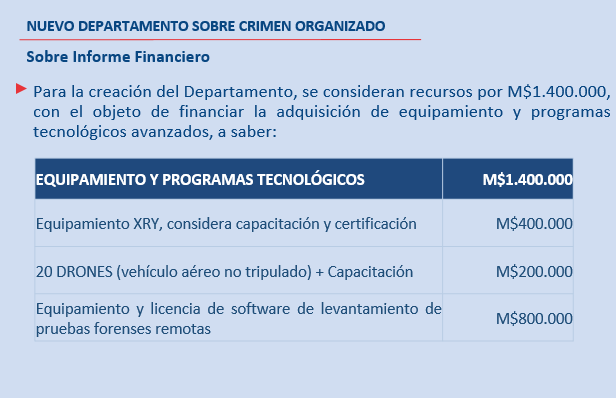 NUEVO DEPARTAMENTO SOBRE CRIMEN ORGANIZADO
Sobre Informe Financiero
Para la creación del Departamento, se consideran recursos por M$1.400.000,
con el objeto de financiar la adquisición de equipamiento y programas
tecnológicos avanzados, a saber:
EQUIPAMIENTO Y PROGRAMAS TECNOLÓGICOS M$1.400.000
Equipamiento XRY, considera capacitación y certificación M$400.000
20 DRONES (vehículo aéreo no tripulado) + Capacitación M$200.000
Equipamiento y licencia de software de levantamiento de
pruebas forenses remotas M$800.000